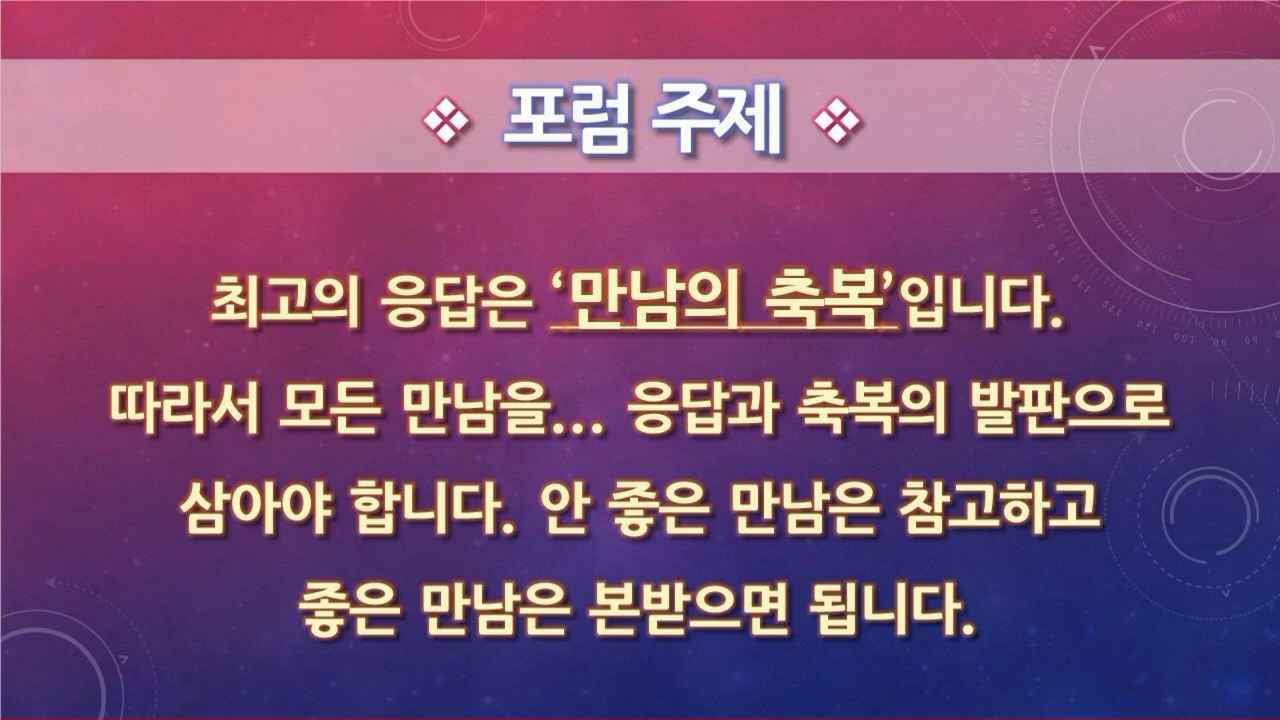 ❖ 포럼 주제 ❖
최고의 응답은 ‘만남의 축복’입니다.
따라서 모든 만남을... 응답과 축복의 발판으로
삼아야 합니다. 안 좋은 만남은 참고하고
좋은 만남은 본받으면 됩니다.